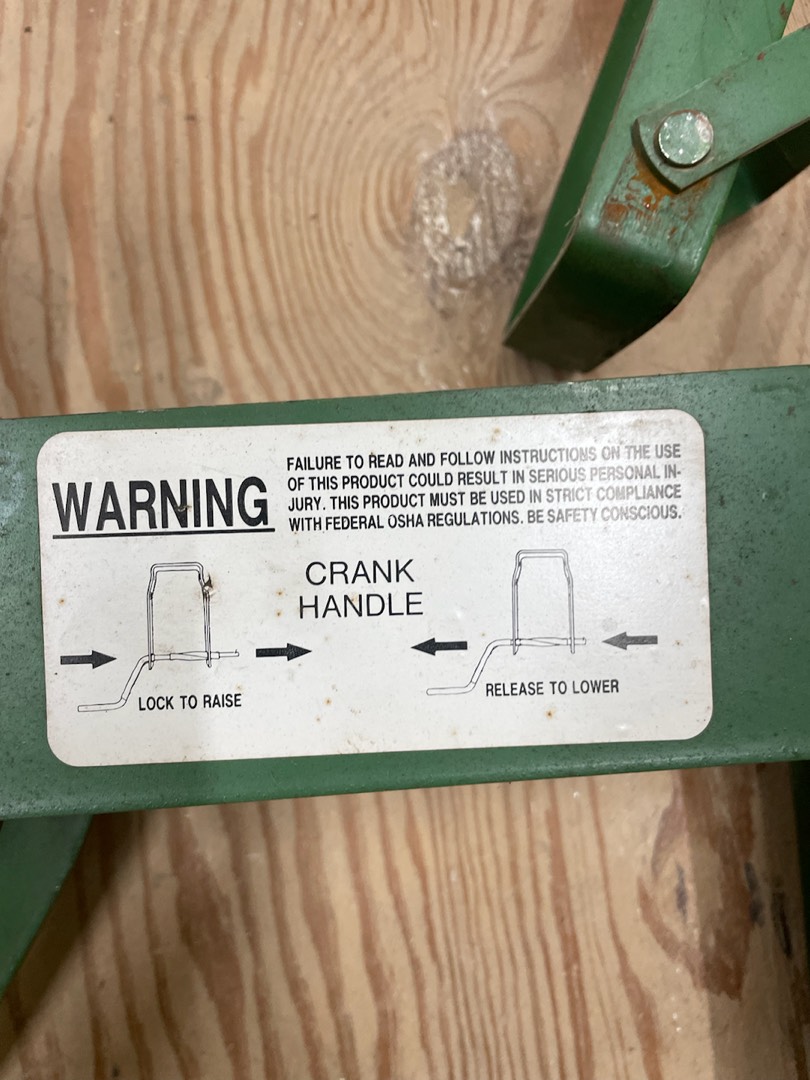 WARNING
FAILURE TO READ AND FOLLOW INSTRUCTIONS ON THE USE
OF THIS PRODUCT COULD RESULT IN SERIOUS PERSONAL IN-
JURY. THIS PRODUCT MUST BE USED IN STRICT COMPLIANCE
WITH FEDERAL OSHA REGULATIONS. BE SAFETY CONSCIOUS.
CRANK
HANDLE
LOCK TO RAISE
RELEASE TO LOWER